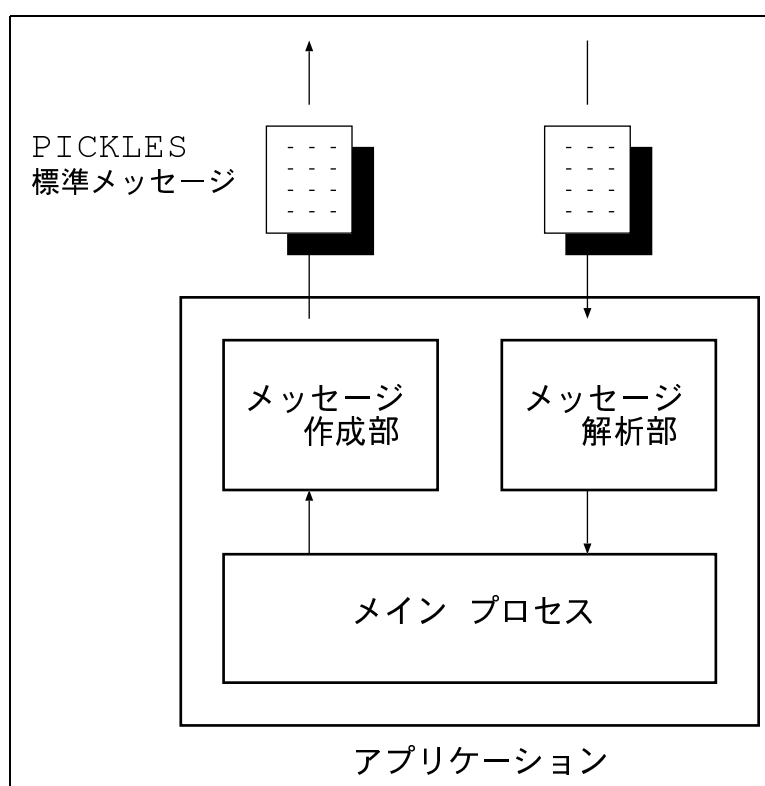 PICKLES
標準メッセージ
メッセージ
作成部
メッセージ
解析部
メイン プロセス
アプリケーション